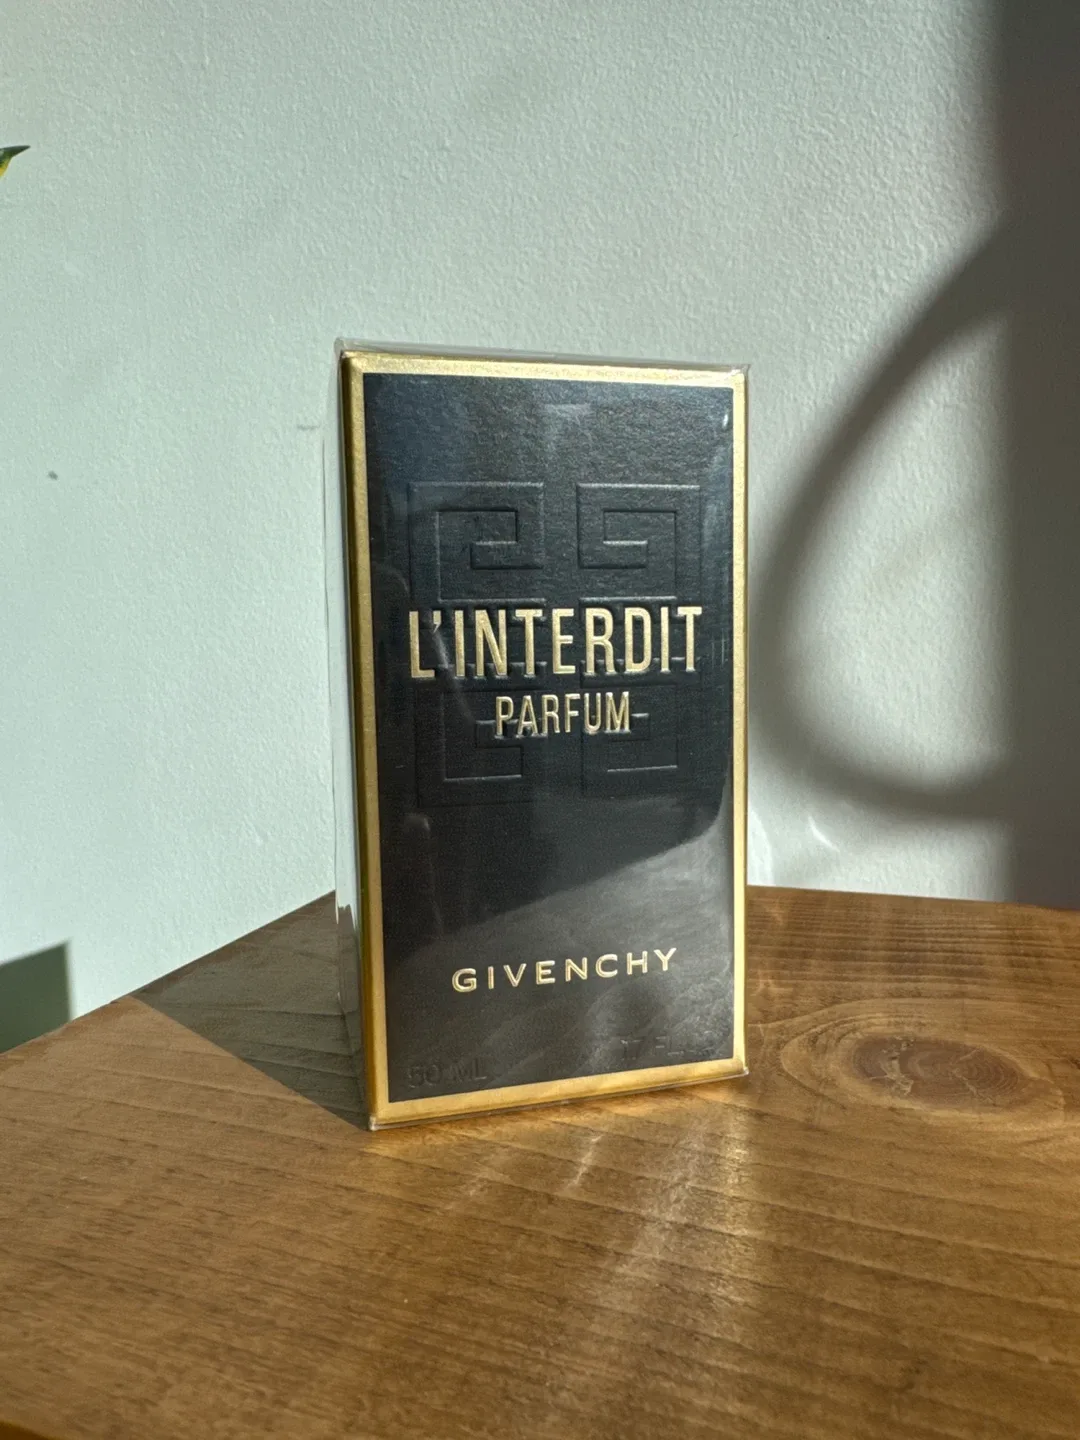 L'INTERDIT
PARFUM
GIVENCHY
50 ML